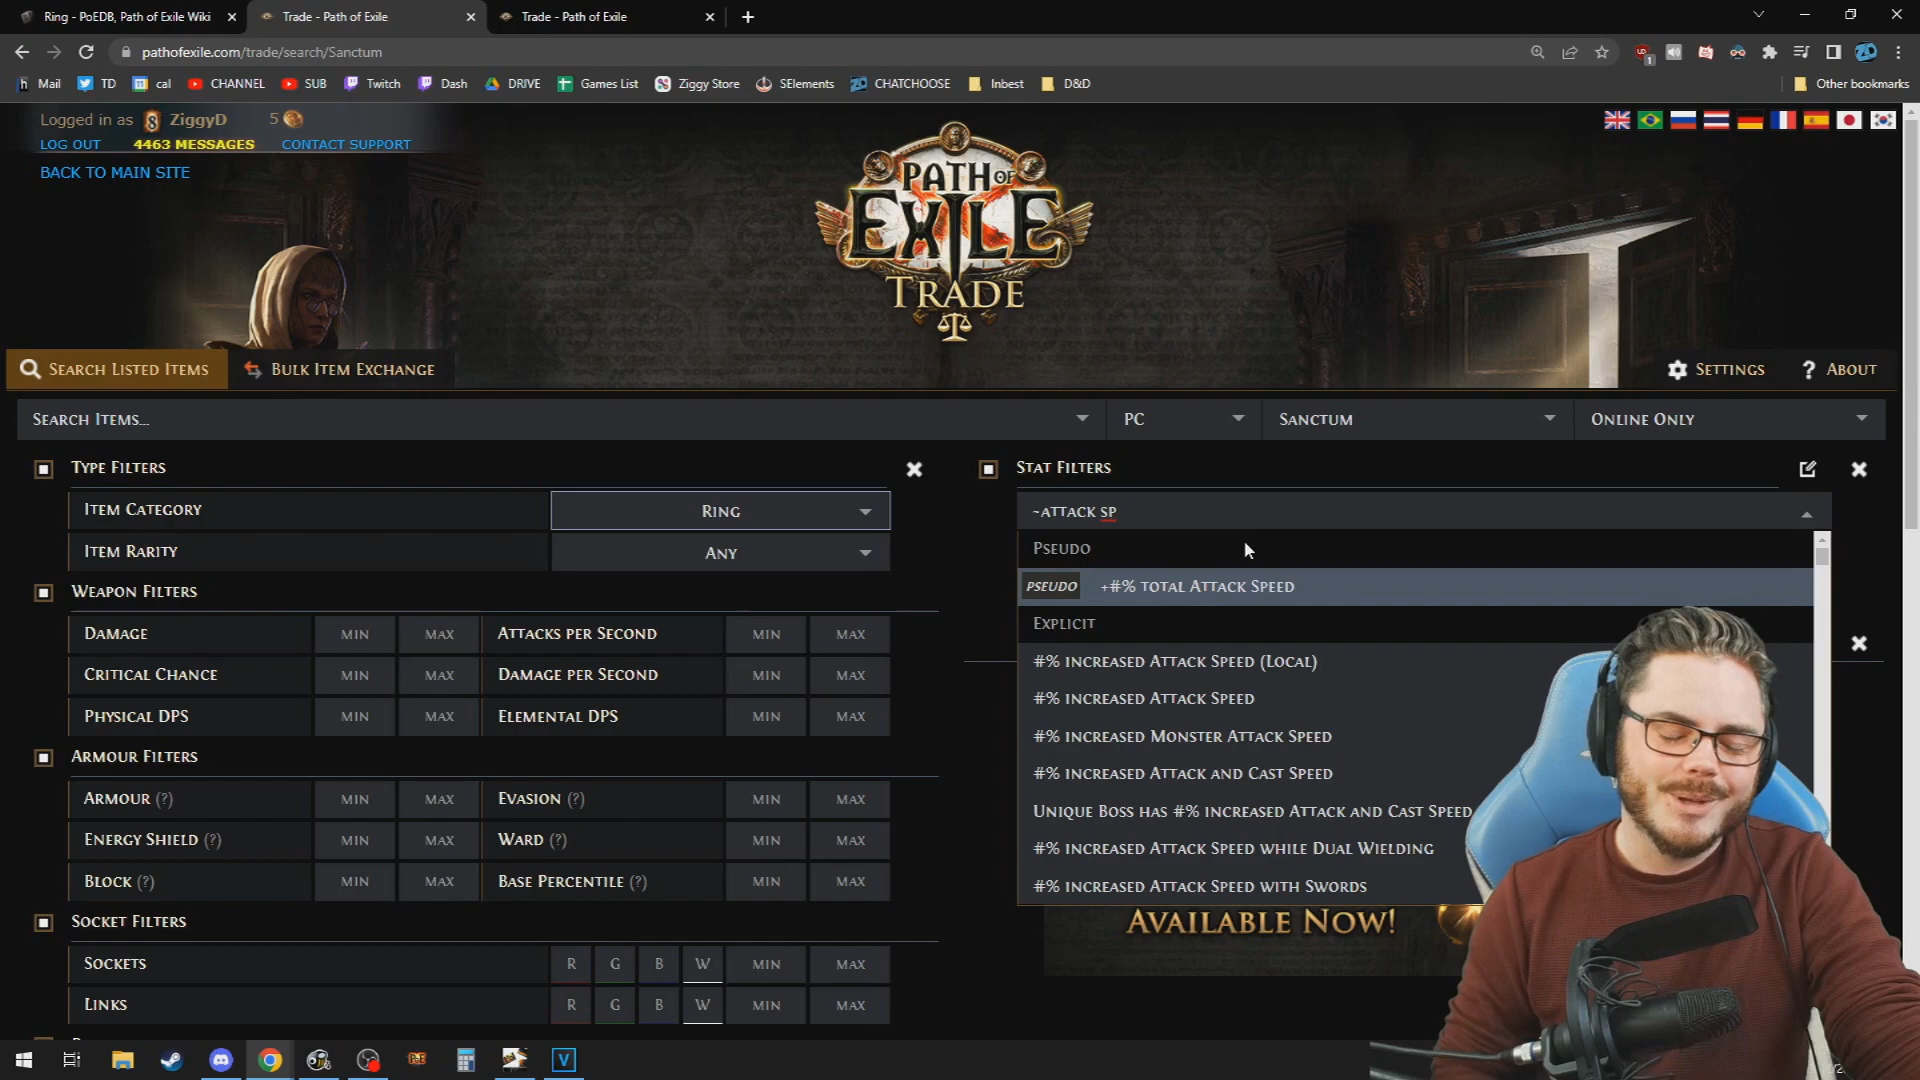 Ring - PoEDB, Path of Exile Wiki
Trade - Path of Exile
Trade - Path of Exile
pathofexile.com/trade/search/Sanctum
Mail
TD
cal
CHANNEL
SUB
Twitch
Dash
DRIVE
Games List
Ziggy Store
SElements
CHATCHOOSE
Inbest
D&D
Other bookmarks
Logged in as ZiggyD 5
LOG OUT 4463 MESSAGES CONTACT SUPPORT
BACK TO MAIN SITE
PATH OF
EXILE
TRADE
SEARCH LISTED ITEMS
BULK ITEM EXCHANGE
SETTINGS
? ABOUT
SEARCH ITEMS...
PC
SANCTUM
ONLINE ONLY
TYPE FILTERS
ITEM CATEGORY RING
ITEM RARITY ANY
WEAPON FILTERS
DAMAGE MIN MAX ATTACKS PER SECOND MIN MAX
CRITICAL CHANCE MIN MAX DAMAGE PER SECOND MIN MAX
PHYSICAL DPS MIN MAX ELEMENTAL DPS MIN MAX
ARMOUR FILTERS
ARMOUR (?) MIN MAX EVASION (?) MIN MAX
ENERGY SHIELD (?) MIN MAX WARD (?) MIN MAX
BLOCK (?) MIN MAX BASE PERCENTILE (?) MIN MAX
SOCKET FILTERS
SOCKETS R G B W MIN MAX
LINKS R G B W MIN MAX
STAT FILTERS
~ATTACK SP
PSEUDO
PSEUDO +#% TOTAL ATTACK SPEED
EXPLICIT
#% INCREASED ATTACK SPEED (LOCAL)
#% INCREASED ATTACK SPEED
#% INCREASED MONSTER ATTACK SPEED
#% INCREASED ATTACK AND CAST SPEED
UNIQUE BOSS HAS #% INCREASED ATTACK AND CAST SPEED
#% INCREASED ATTACK SPEED WHILE DUAL WIELDING
#% INCREASED ATTACK SPEED WITH SWORDS
AVAILABLE NOW!